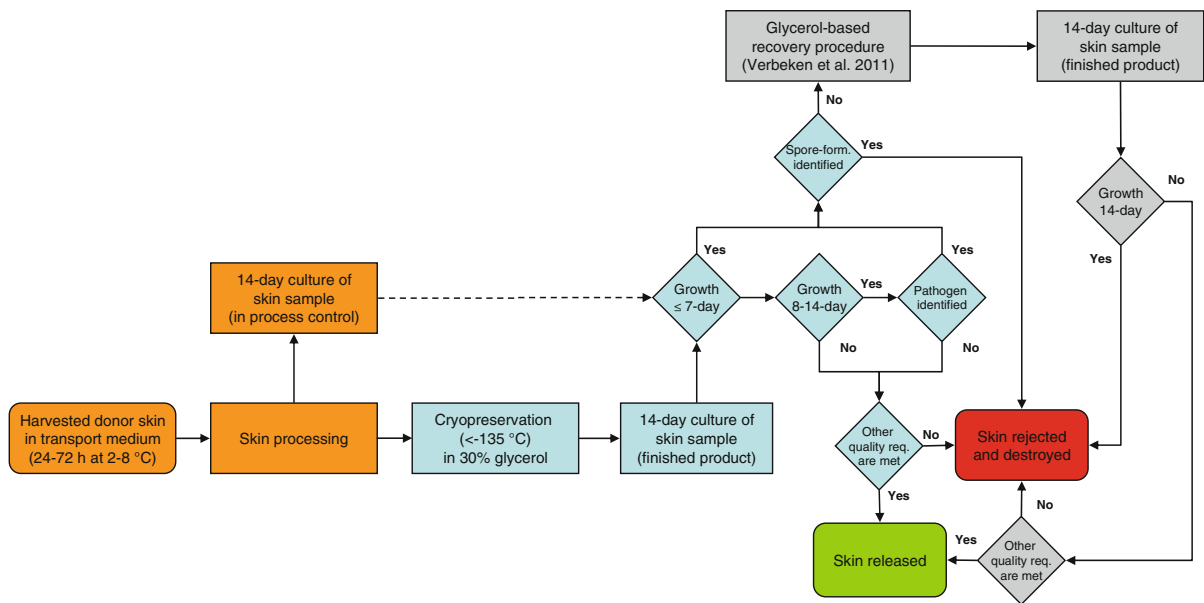 Glycerol-based
recovery procedure
(Verbeken et al. 2011)
14-day culture of
skin sample
(finished product)
No
Spore-form.
identified
Yes
Growth
14-day
No
Yes
14-day culture of
skin sample
(in process control)
Yes
Growth
≤ 7-day
Growth
8-14-day
Yes
Yes
Pathogen
identified
No
No
Harvested donor skin
in transport medium
(24-72 h at 2-8 °C)
Skin processing
Cryopreservation
(<-135 °C)
in 30% glycerol
14-day culture of
skin sample
(finished product)
Other
quality req.
are met
No
Yes
Skin rejected
and destroyed
No
Skin released
Yes
Other
quality req.
are met